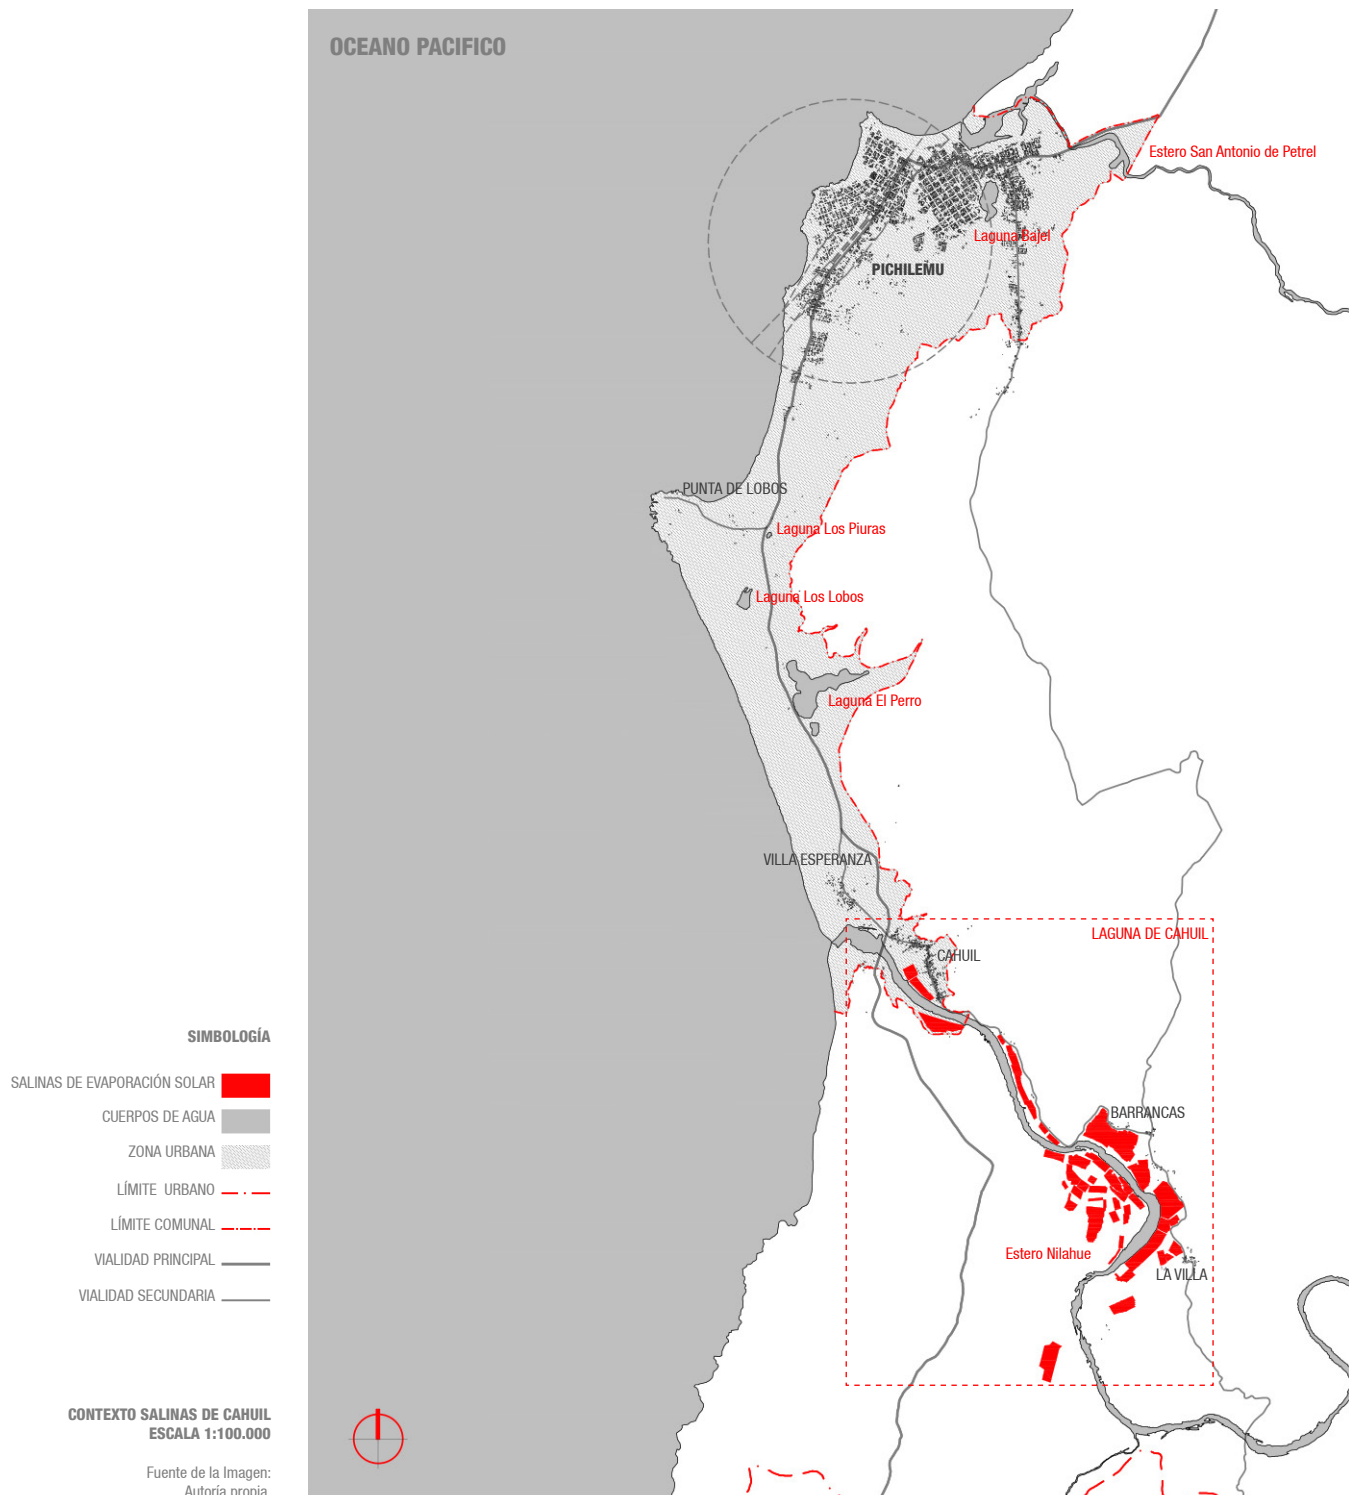 OCEANO PACIFICO
Estero San Antonio de Petrel
Laguna Bajel
PICHILEMU
PUNTA DE LOBOS
Laguna Los Piuras
Laguna Los Lobos
Laguna El Perro
VILLA ESPERANZA
LAGUNA DE CAHUIL
CAHUIL
BARRANCAS
Estero Nilahue
LA VILLA
SIMBOLOGÍA
SALINAS DE EVAPORACIÓN SOLAR
CUERPOS DE AGUA
ZONA URBANA
LÍMITE URBANO
LÍMITE COMUNAL
VIALIDAD PRINCIPAL
VIALIDAD SECUNDARIA
CONTEXTO SALINAS DE CAHUIL
ESCALA 1:100.000
Fuente de la Imagen:
Autoría propia.